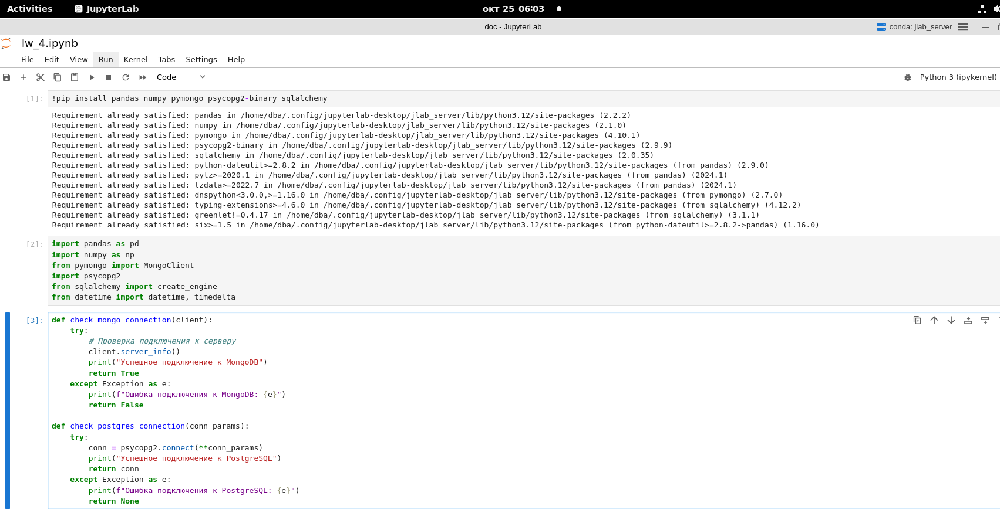 Activities JupyterLab окт 25 06:03
doc - JupyterLab conda: jlab_server
lw_4.ipynb
File Edit View Run Kernel Tabs Settings Help
Code Python 3 (ipykernel)
[1]: !pip install pandas numpy pymongo psycopg2-binary sqlalchemy
Requirement already satisfied: pandas in /home/dba/.config/jupyterlab-desktop/jlab_server/lib/python3.12/site-packages (2.2.2)
Requirement already satisfied: numpy in /home/dba/.config/jupyterlab-desktop/jlab_server/lib/python3.12/site-packages (2.1.0)
Requirement already satisfied: pymongo in /home/dba/.config/jupyterlab-desktop/jlab_server/lib/python3.12/site-packages (4.10.1)
Requirement already satisfied: psycopg2-binary in /home/dba/.config/jupyterlab-desktop/jlab_server/lib/python3.12/site-packages (2.9.9)
Requirement already satisfied: sqlalchemy in /home/dba/.config/jupyterlab-desktop/jlab_server/lib/python3.12/site-packages (2.0.35)
Requirement already satisfied: python-dateutil>=2.8.2 in /home/dba/.config/jupyterlab-desktop/jlab_server/lib/python3.12/site-packages (from pandas) (2.9.0)
Requirement already satisfied: pytz>=2020.1 in /home/dba/.config/jupyterlab-desktop/jlab_server/lib/python3.12/site-packages (from pandas) (2024.1)
Requirement already satisfied: tzdata>=2022.7 in /home/dba/.config/jupyterlab-desktop/jlab_server/lib/python3.12/site-packages (from pandas) (2024.1)
Requirement already satisfied: dnspython<3.0.0,>=1.16.0 in /home/dba/.config/jupyterlab-desktop/jlab_server/lib/python3.12/site-packages (from pymongo) (2.7.0)
Requirement already satisfied: typing-extensions>=4.6.0 in /home/dba/.config/jupyterlab-desktop/jlab_server/lib/python3.12/site-packages (from sqlalchemy) (4.12.2)
Requirement already satisfied: greenlet!=0.4.17 in /home/dba/.config/jupyterlab-desktop/jlab_server/lib/python3.12/site-packages (from sqlalchemy) (3.1.1)
Requirement already satisfied: six>=1.5 in /home/dba/.config/jupyterlab-desktop/jlab_server/lib/python3.12/site-packages (from python-dateutil>=2.8.2->pandas) (1.16.0)
[2]: import pandas as pd
import numpy as np
from pymongo import MongoClient
import psycopg2
from sqlalchemy import create_engine
from datetime import datetime, timedelta
[3]: def check_mongo_connection(client):
    try:
        # Проверка подключения к серверу
        client.server_info()
        print("Успешное подключение к MongoDB")
        return True
    except Exception as e:
        print(f"Ошибка подключения к MongoDB: {e}")
        return False
def check_postgres_connection(conn_params):
    try:
        conn = psycopg2.connect(**conn_params)
        print("Успешное подключение к PostgreSQL")
        return conn
    except Exception as e:
        print(f"Ошибка подключения к PostgreSQL: {e}")
        return None